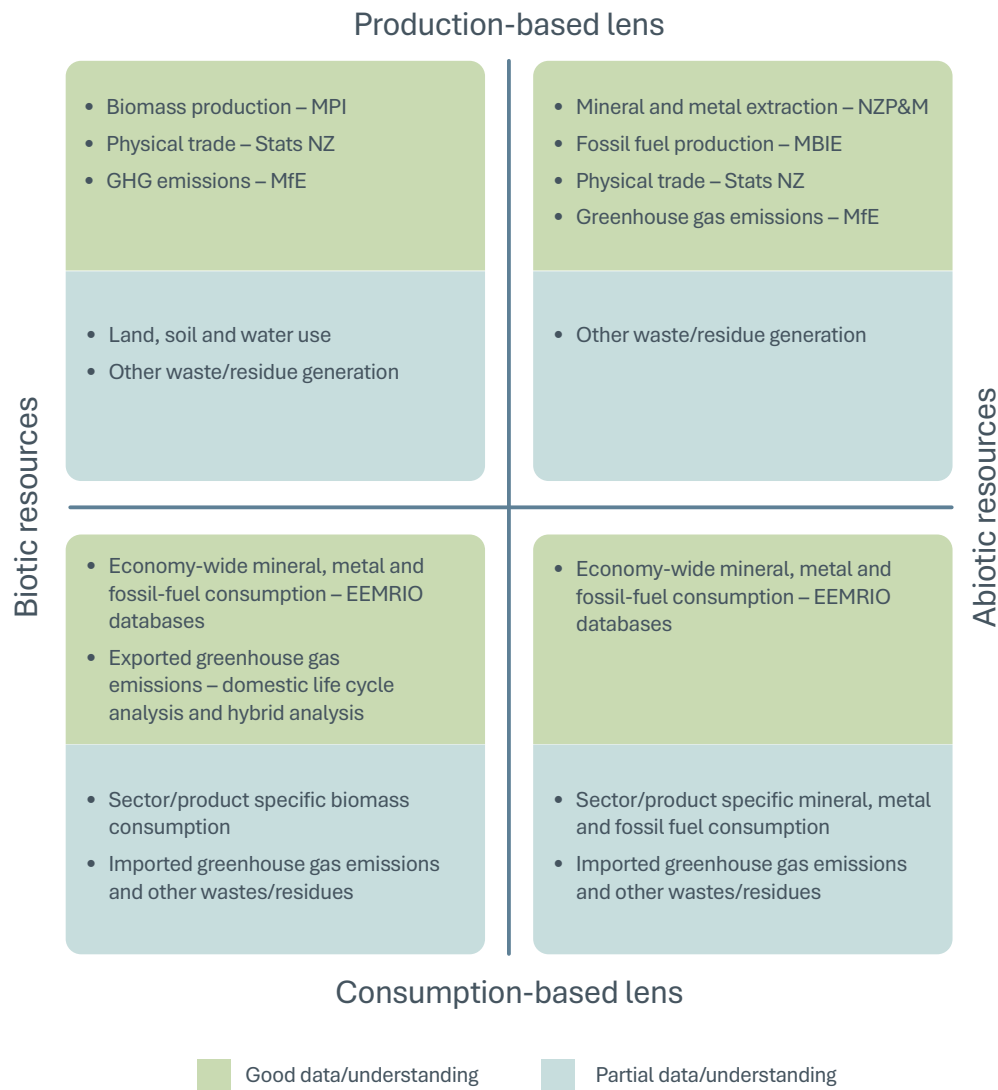 Production-based lens
• Biomass production – MPI
• Physical trade – Stats NZ
• GHG emissions – MfE
• Land, soil and water use
• Other waste/residue generation
• Mineral and metal extraction – NZP&M
• Fossil fuel production – MBIE
• Physical trade – Stats NZ
• Greenhouse gas emissions – MfE
• Other waste/residue generation
Biotic resources
Abiotic resources
• Economy-wide mineral, metal and
fossil-fuel consumption – EEMRIO
databases
• Exported greenhouse gas
emissions – domestic life cycle
analysis and hybrid analysis
• Sector/product specific biomass
consumption
• Imported greenhouse gas emissions
and other wastes/residues
• Economy-wide mineral, metal and
fossil-fuel consumption – EEMRIO
databases
• Sector/product specific mineral, metal
and fossil fuel consumption
• Imported greenhouse gas emissions
and other wastes/residues
Consumption-based lens
Good data/understanding
Partial data/understanding